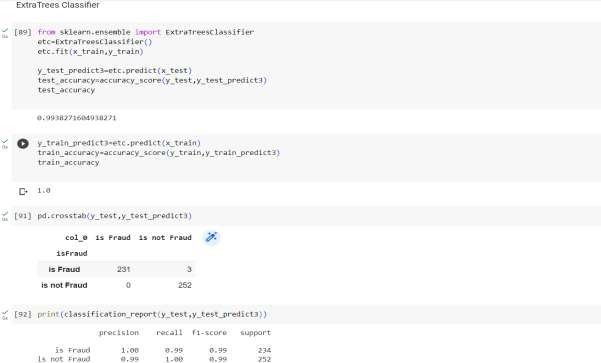 ExtraTrees Classifier
[89] from sklearn.ensemble import ExtraTreesClassifier
etc=ExtraTreesClassifier()
etc.fit(x_train,y_train)
y_test_predict3=etc.predict(x_test)
test_accuracy=accuracy_score(y_test,y_test_predict3)
test_accuracy
0.9938271604938271
y_train_predict3=etc.predict(x_train)
train_accuracy=accuracy_score(y_train,y_train_predict3)
train_accuracy
1.0
[91] pd.crosstab(y_test,y_test_predict3)
col_0 is Fraud is not Fraud
isFraud
is Fraud 231 3
is not Fraud 0 252
[92] print(classification_report(y_test,y_test_predict3))
precision recall f1-score support
is Fraud 1.00 0.99 0.99 234
is not Fraud 0.99 1.00 0.99 252